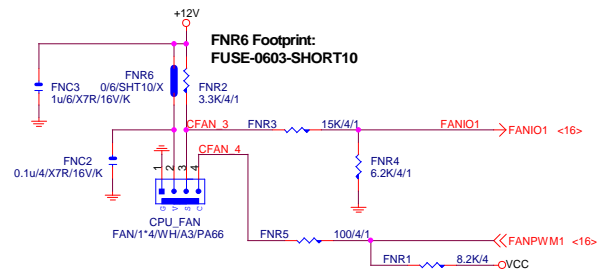 +12V
FNR6 Footprint:
FUSE-0603-SHORT10
FNC3
1u/6/X7R/16V/K
FNR6
0/6/SHT10/X
FNR2
3.3K/4/1
CFAN_3
FNR3
15K/4/1
FANIO1
FANIO1 <16>
FNC2
0.1u/4/X7R/16V/K
CFAN_4
FNR4
6.2K/4/1
1
2
3
4
G
V
S
C
CPU_FAN
FAN/1*4/WH/A3/PA66
FNR5
100/4/1
FANPWM1 <16>
FNR1
8.2K/4
VCC